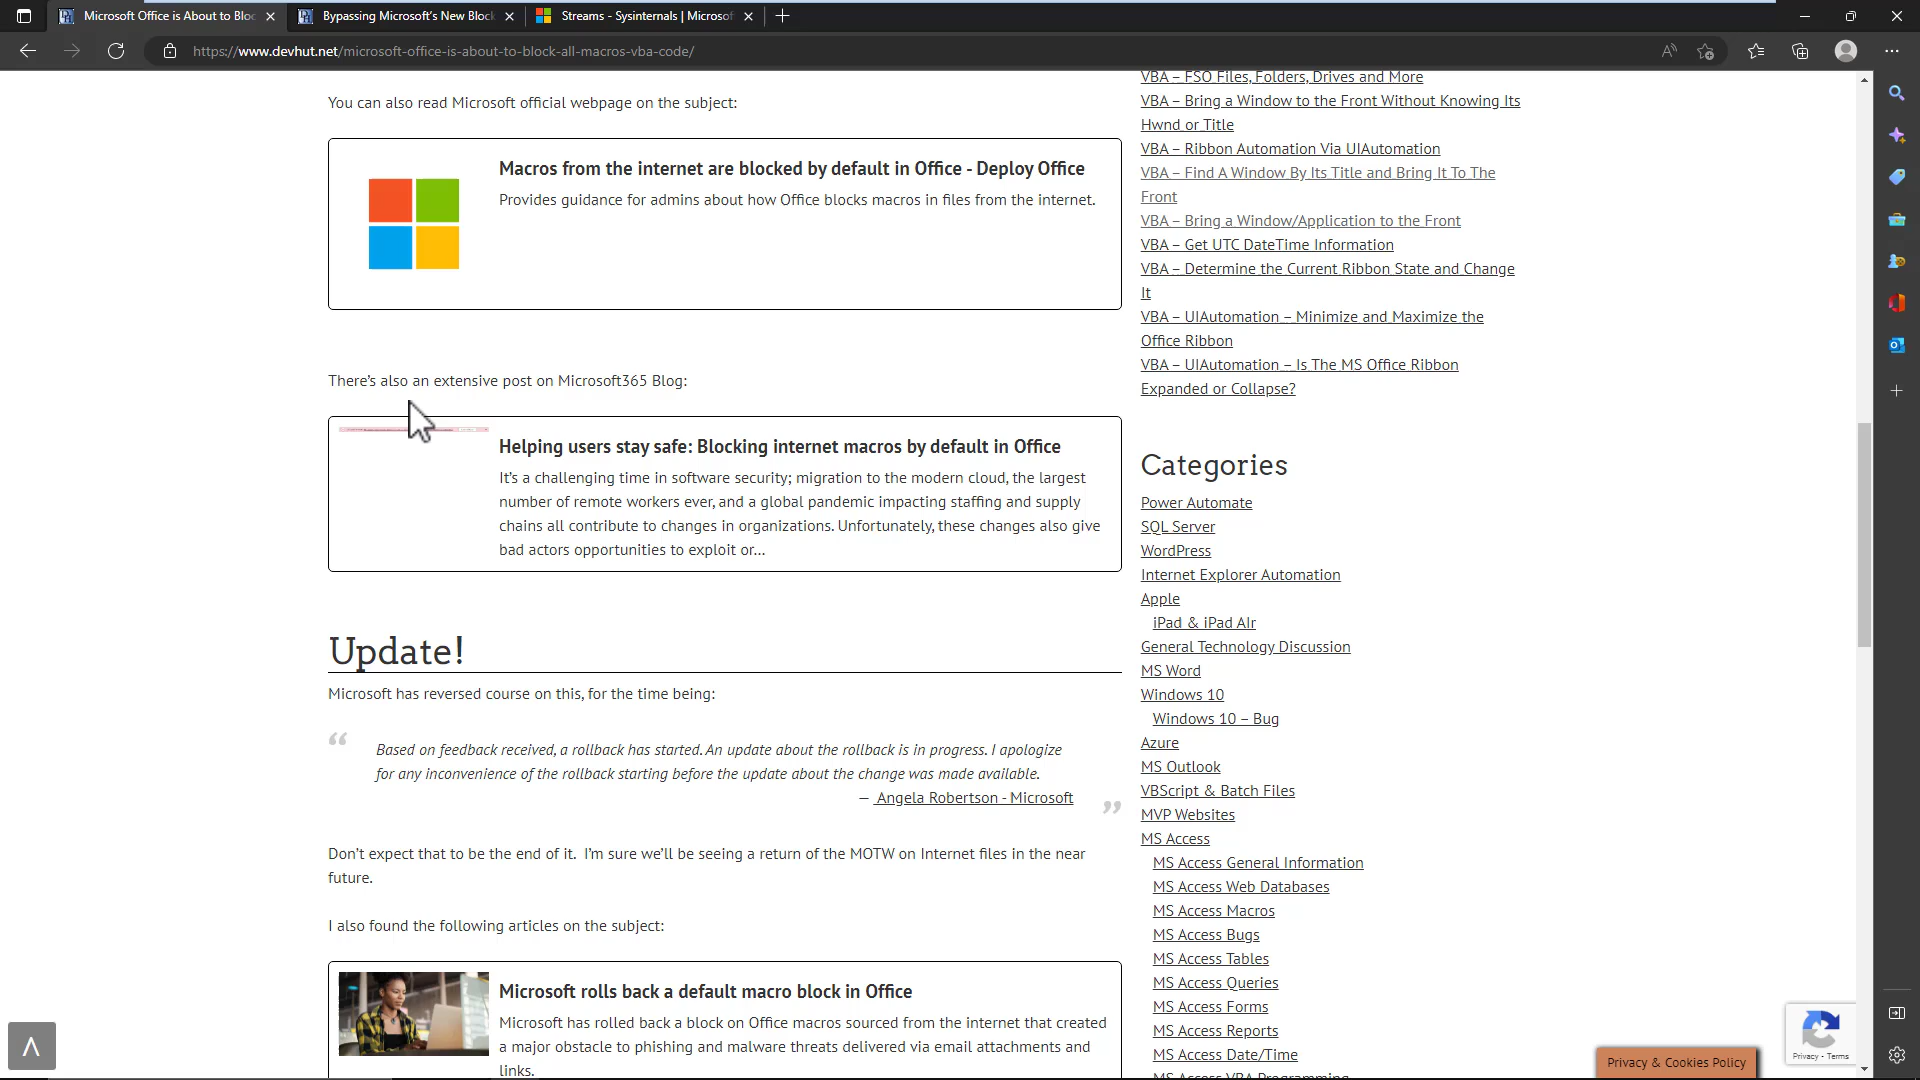 Microsoft Office is About to Bloc
Bypassing Microsoft's New Block
Streams - Sysinternals | Microsof
https://www.devhut.net/microsoft-office-is-about-to-block-all-macros-vba-code/
You can also read Microsoft official webpage on the subject:
Macros from the internet are blocked by default in Office - Deploy Office
Provides guidance for admins about how Office blocks macros in files from the internet.
There's also an extensive post on Microsoft365 Blog:
Helping users stay safe: Blocking internet macros by default in Office
It's a challenging time in software security; migration to the modern cloud, the largest
number of remote workers ever, and a global pandemic impacting staffing and supply
chains all contribute to changes in organizations. Unfortunately, these changes also give
bad actors opportunities to exploit or...
Update!
Microsoft has reversed course on this, for the time being:
“
Based on feedback received, a rollback has started. An update about the rollback is in progress. I apologize
for any inconvenience of the rollback starting before the update about the change was made available.
— Angela Robertson - Microsoft
”
Don't expect that to be the end of it.  I'm sure we'll be seeing a return of the MOTW on Internet files in the near
future.
I also found the following articles on the subject:
Microsoft rolls back a default macro block in Office
Microsoft has rolled back a block on Office macros sourced from the internet that created
a major obstacle to phishing and malware threats delivered via email attachments and
links.
VBA – FSO Files, Folders, Drives and More
VBA – Bring a Window to the Front Without Knowing Its
Hwnd or Title
VBA – Ribbon Automation Via UIAutomation
VBA – Find A Window By Its Title and Bring It To The
Front
VBA – Bring a Window/Application to the Front
VBA – Get UTC DateTime Information
VBA – Determine the Current Ribbon State and Change
It
VBA – UIAutomation – Minimize and Maximize the
Office Ribbon
VBA – UIAutomation – Is The MS Office Ribbon
Expanded or Collapse?
Categories
Power Automate
SQL Server
WordPress
Internet Explorer Automation
Apple
iPad & iPad AIr
General Technology Discussion
MS Word
Windows 10
Windows 10 – Bug
Azure
MS Outlook
VBScript & Batch Files
MVP Websites
MS Access
MS Access General Information
MS Access Web Databases
MS Access Macros
MS Access Bugs
MS Access Tables
MS Access Queries
MS Access Forms
MS Access Reports
MS Access Date/Time
MS Access VBA Programming
Privacy - Terms
Privacy & Cookies Policy